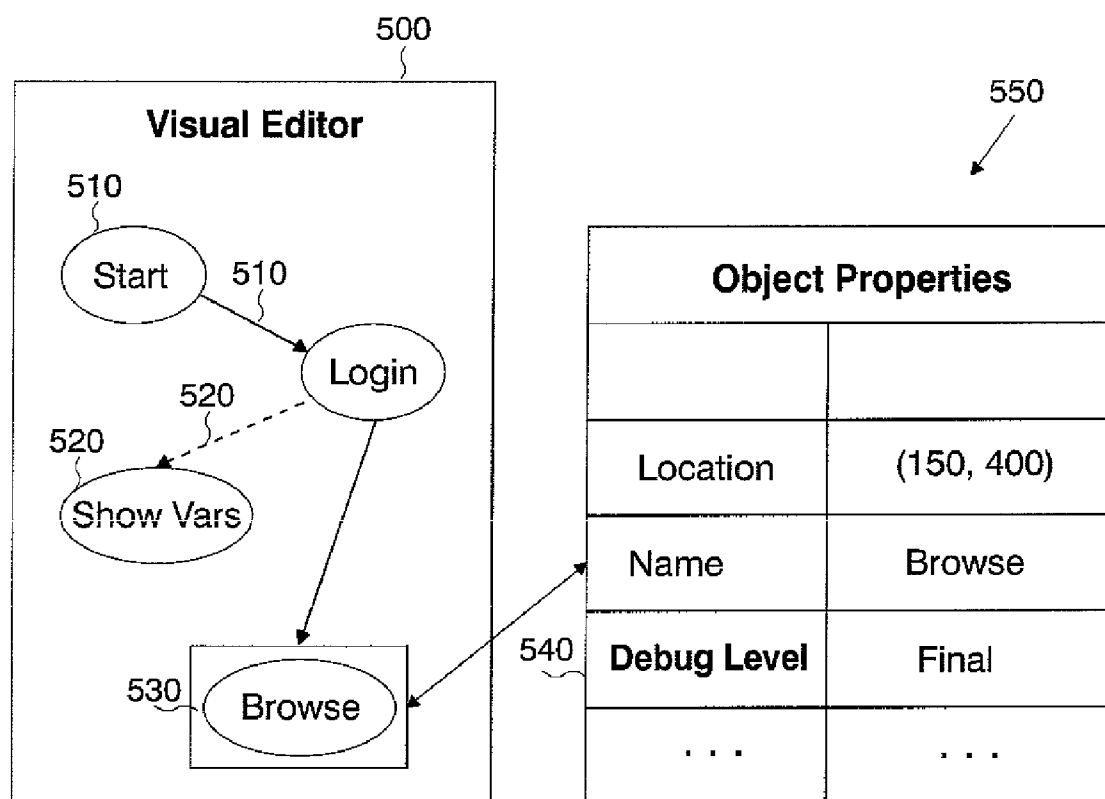 500
550
Visual Editor
510
Start
510
Object Properties
Login
520
Location (150, 400)
520
Show Vars
Name Browse
540
Debug Level Final
530
Browse
. . . . . .